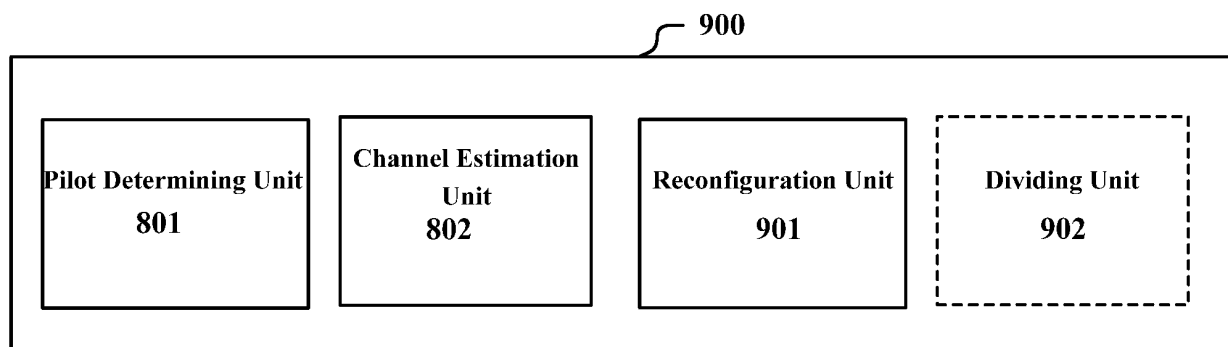 900
Pilot Determining Unit
801
Channel Estimation
Unit
802
Reconfiguration Unit
901
Dividing Unit
902